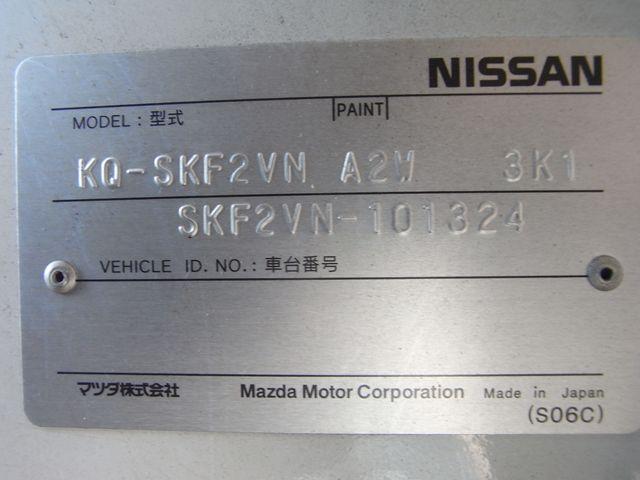 NISSAN
MODEL : 型式 PAINT
KQ-SKF2VN A2W 3K1
SKF2VN-101324
VEHICLE ID. NO. : 車台番号
マツダ株式会社 Mazda Motor Corporation Made in Japan
(S06C)